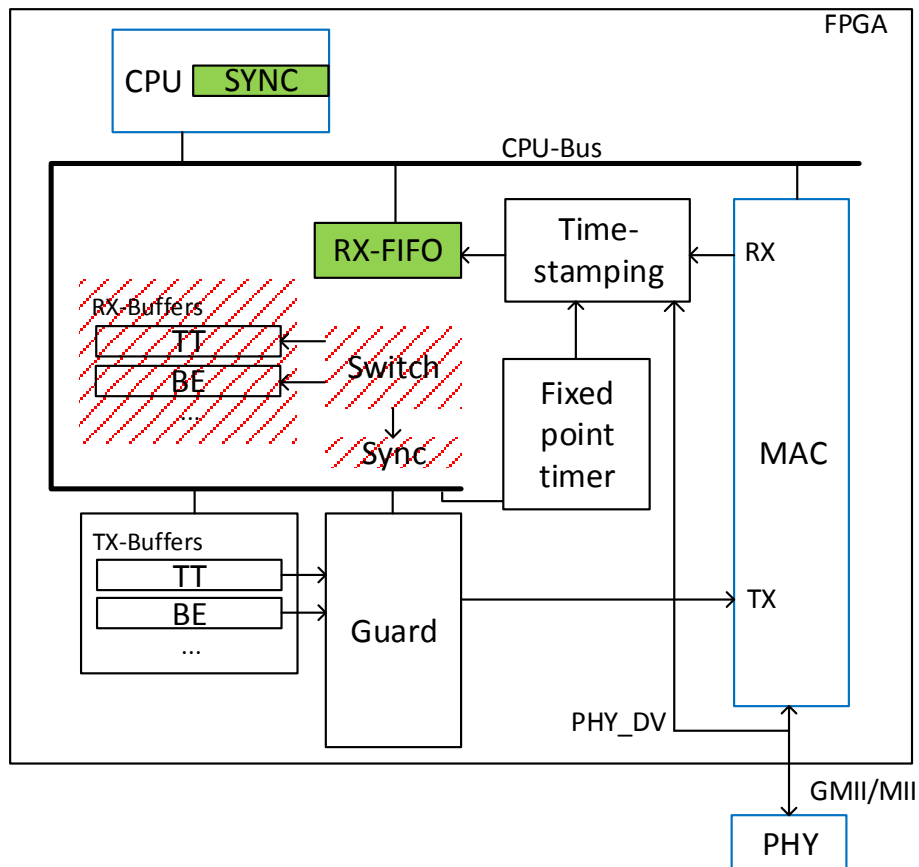 FPGA
CPU
SYNC
CPU-Bus
RX-FIFO
Time-
stamping
RX
RX-Buffers
TT
BE
...
Switch
Sync
Fixed
point
timer
MAC
TX-Buffers
TT
BE
...
Guard
TX
PHY_DV
GMII/MII
PHY